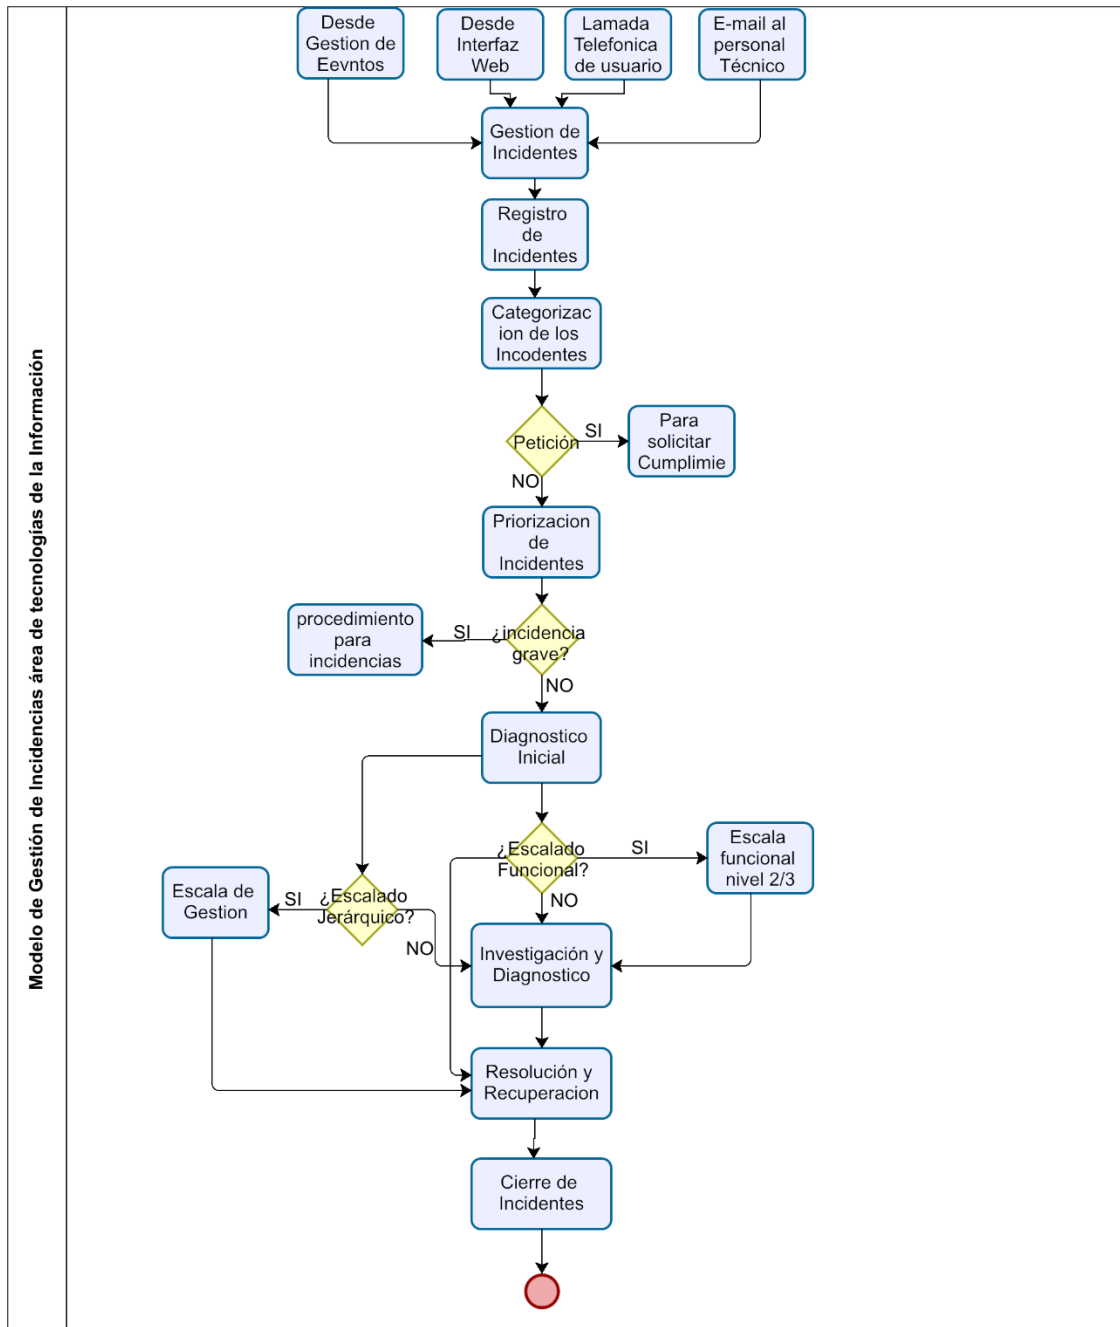 Modelo de Gestión de Incidencias área de tecnologías de la Información
Desde
Gestion de
Eevntos
Desde
Interfaz
Web
Lamada
Telefonica
de usuario
E-mail al
personal
Técnico
Gestion de
Incidentes
Registro
de
Incidentes
Categorizac
ion de los
Incodentes
Petición
SI
Para
solicitar
Cumplimie
NO
Priorizacion
de
Incidentes
procedimiento
para
incidencias
SI
¿incidencia
grave?
NO
Diagnostico
Inicial
¿Escalado
Funcional?
SI
Escala
funcional
nivel 2/3
Escala de
Gestion
SI
¿Escalado
Jerárquico?
NO
NO
Investigación y
Diagnostico
Resolución y
Recuperacion
Cierre de
Incidentes